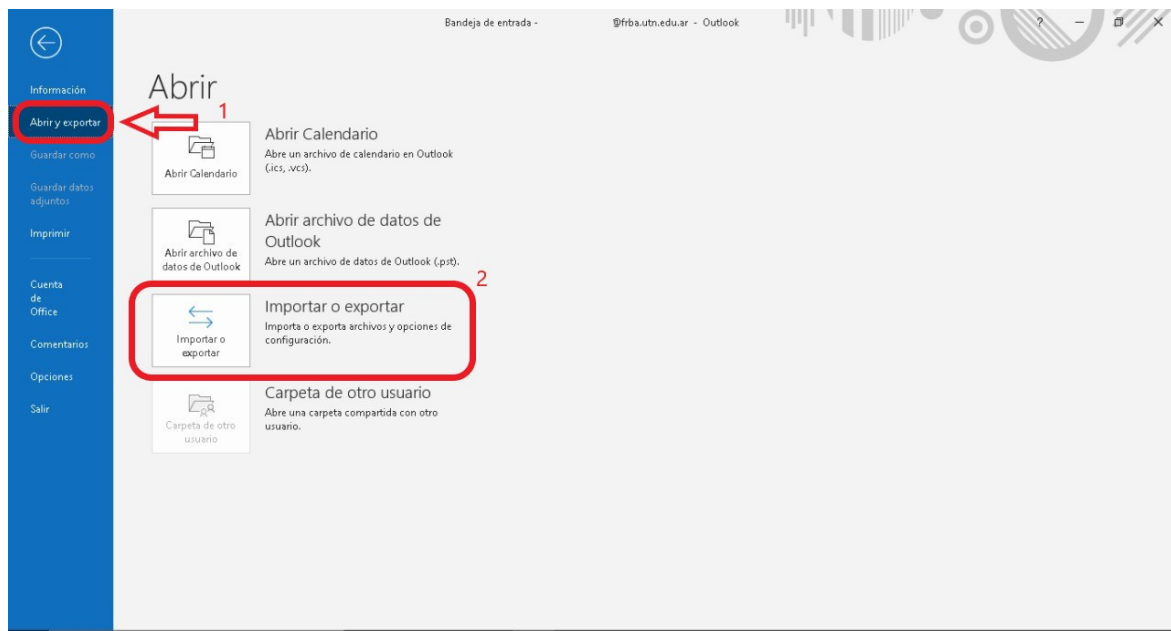 Bandeja de entrada - @frba.utn.edu.ar - Outlook
?
Información
Abrir y exportar
Guardar como
Guardar datos
adjuntos
Imprimir
Cuenta
de
Office
Comentarios
Opciones
Salir
Abrir
1
Abrir Calendario
Abrir Calendario
Abre un archivo de calendario en Outlook
(.ics, .vcs).
Abrir archivo de
datos de Outlook
Abrir archivo de datos de
Outlook
Abre un archivo de datos de Outlook (.pst).
2
Importar o
exportar
Importar o exportar
Importa o exporta archivos y opciones de
configuración.
Carpeta de otro
usuario
Carpeta de otro usuario
Abre una carpeta compartida con otro
usuario.